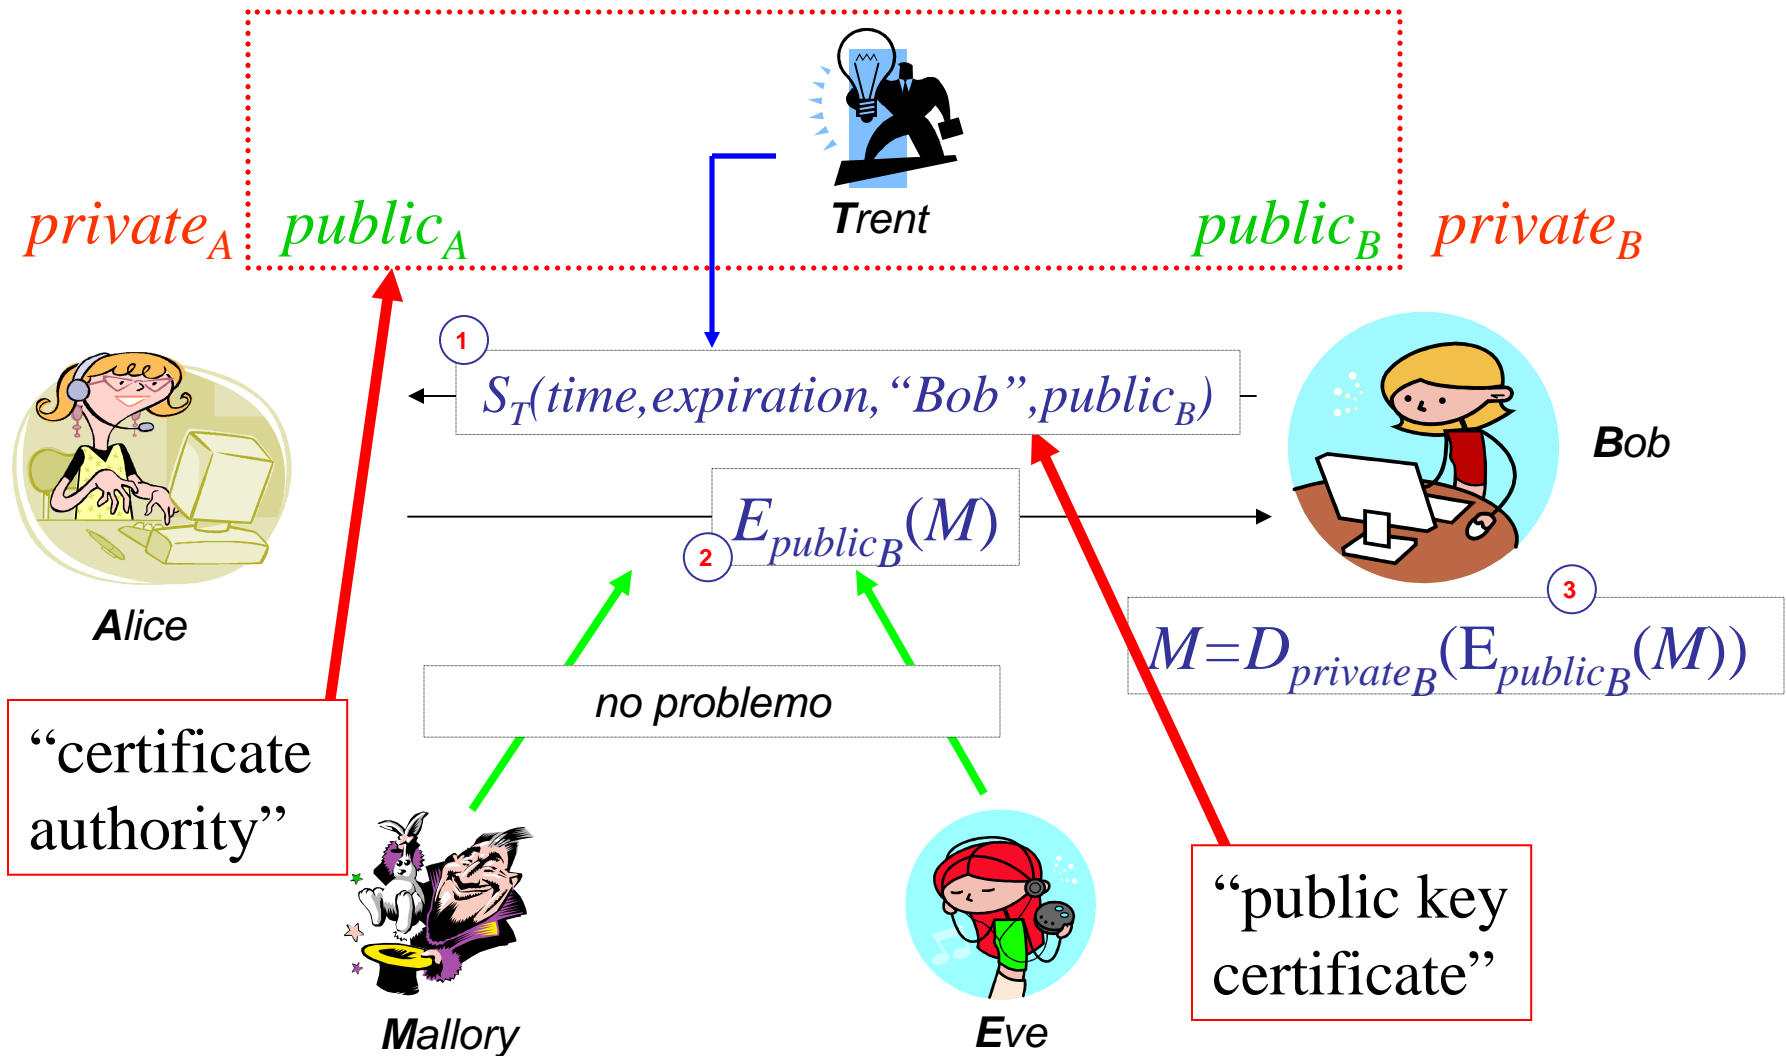 Trent
private_A public_A public_B private_B
1
S_T(time,expiration,“Bob”,public_B)
Bob
E_public_B(M)
2
3
Alice
M=D_private_B(E_public_B(M))
no problemo
“certificate
authority”
“public key
certificate”
Mallory
Eve